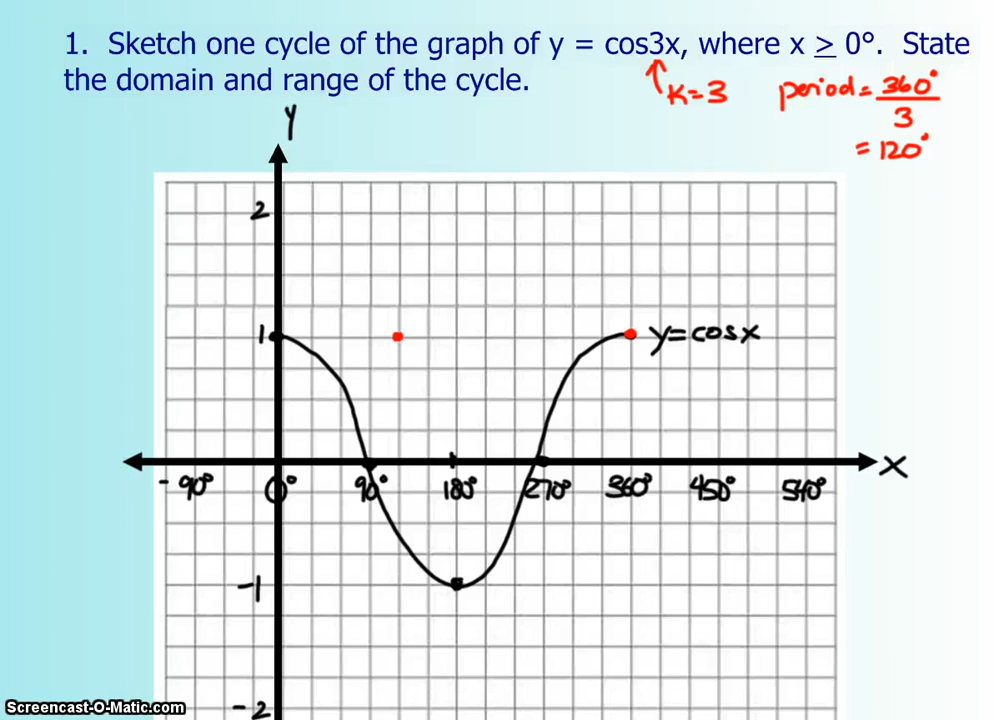 1. Sketch one cycle of the graph of y = cos3x, where x ≥ 0°. State
the domain and range of the cycle.
K=3
period = 360°
3
= 120°
Y
2
1
y=cosx
X
-90° 0° 90° 180° 270° 360° 450° 540°
-1
-2
Screencast-O-Matic.com